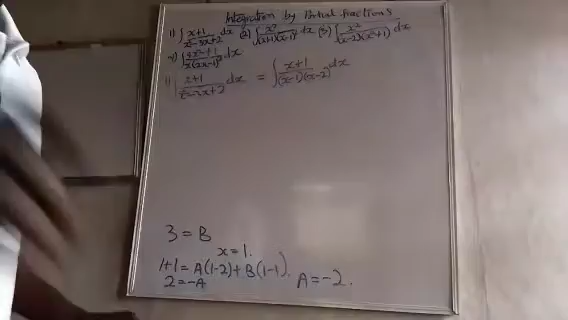 Integration by Partial fractions
1) ∫ x+1 / x²-3x+2 dx (2) ∫ x² / (x+1)(x-1)² dx (3) ∫ x² / (x-2)(x²+1) dx
4) ∫ 4x²+1 / x(2x-1)² dx
1) ∫ x+1 / x²-3x+2 dx = ∫ x+1 / (x-1)(x-2) dx
3 = B
x = 1.
1+1 = A(1-2)+B(1-1).
2 = -A A = -2.